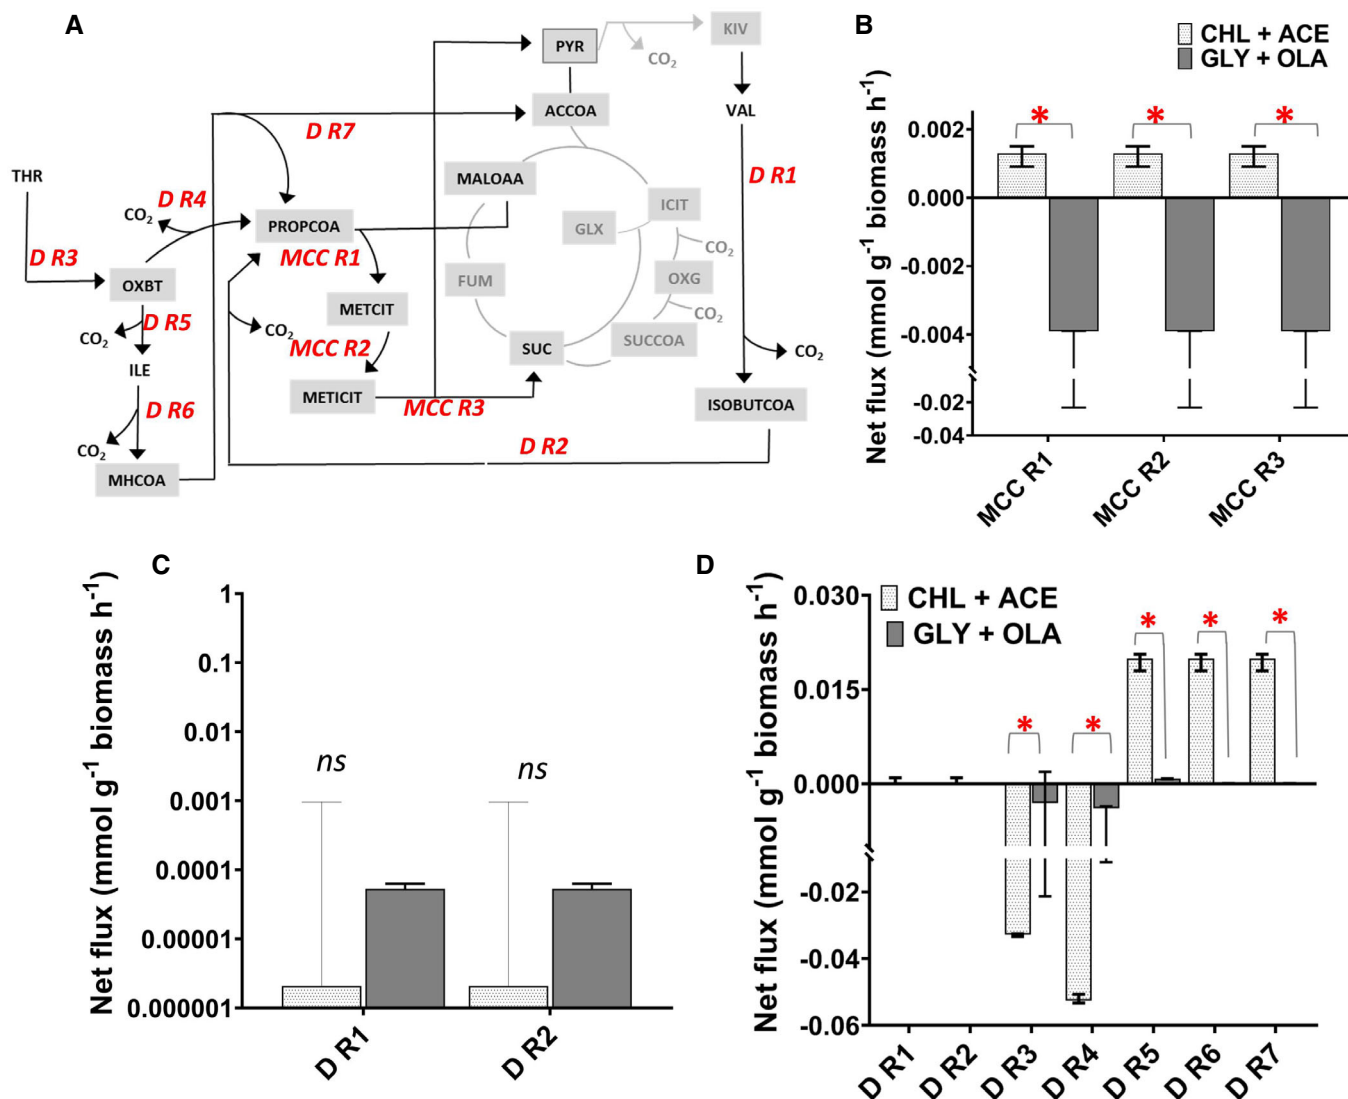 A
THR
D R3
OXBT
D R4
CO2
D R5
CO2
ILE
D R6
CO2
MHCOA
D R7
PROPCOA
MCC R1
METCIT
CO2
MCC R2
METICIT
MCC R3
PYR
CO2
KIV
ACCOA
VAL
MALOAA
ICIT
GLX
CO2
FUM
OXG
CO2
SUC
SUCCOA
D R1
CO2
ISOBUTCOA
D R2
B
CHL + ACE
GLY + OLA
Net flux (mmol g-1 biomass h-1)
0.002
0.000
-0.002
-0.004
-0.02
-0.04
*
*
*
MCC R1
MCC R2
MCC R3
C
Net flux (mmol g-1 biomass h-1)
1
0.1
0.01
0.001
0.0001
0.00001
0.000001
ns
ns
D R1
D R2
D
CHL + ACE
GLY + OLA
Net flux (mmol g-1 biomass h-1)
0.030
0.015
0.000
-0.02
-0.04
-0.06
*
*
*
*
*
D R1
D R2
D R3
D R4
D R5
D R6
D R7